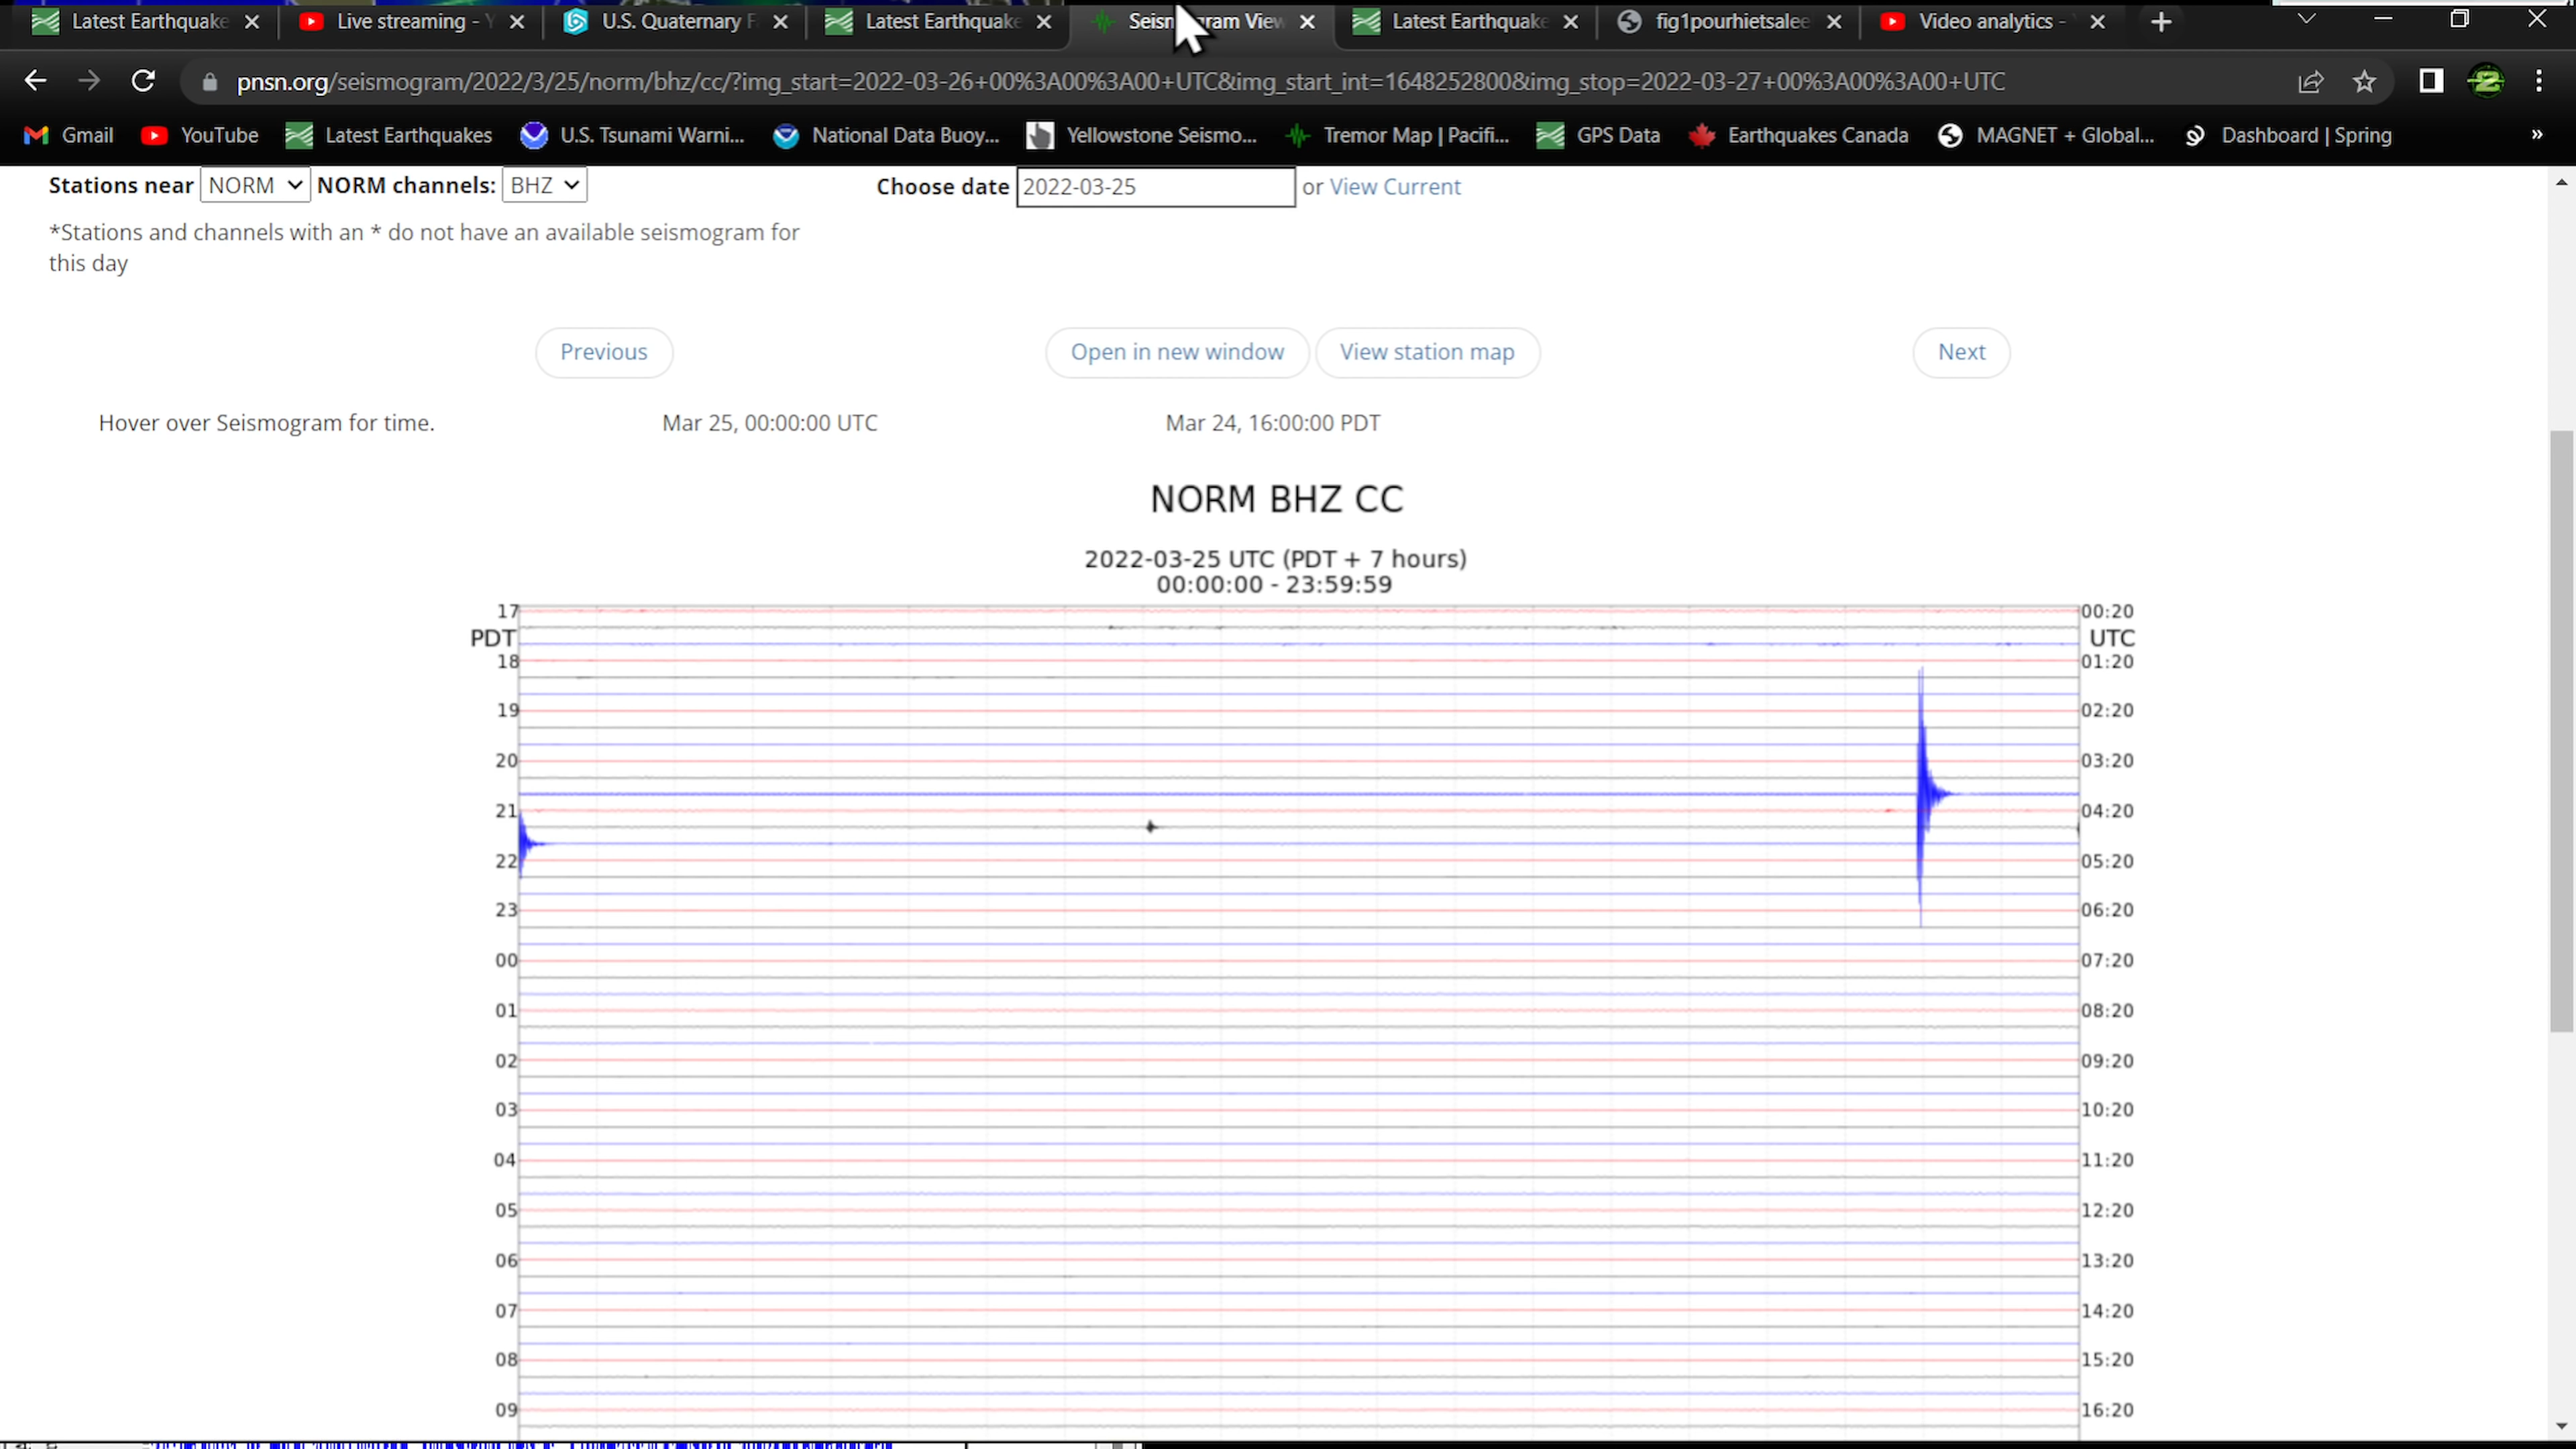 Latest Earthquake
Live streaming - Y
U.S. Quaternary F
Latest Earthquake
Seism gram View
Latest Earthquake
fig1pourhietsalee
Video analytics -
pnsn.org/seismogram/2022/3/25/norm/bhz/cc/?img_start=2022-03-26+00%3A00%3A00+UTC&img_start_int=1648252800&img_stop=2022-03-27+00%3A00%3A00+UTC
Gmail
YouTube
Latest Earthquakes
U.S. Tsunami Warni...
National Data Buoy...
Yellowstone Seismo...
Tremor Map | Pacifi...
GPS Data
Earthquakes Canada
MAGNET + Global...
Dashboard | Spring
»
Stations near NORM NORM channels: BHZ
Choose date 2022-03-25 or View Current
*Stations and channels with an * do not have an available seismogram for
this day
Previous
Open in new window
View station map
Next
Hover over Seismogram for time.
Mar 25, 00:00:00 UTC
Mar 24, 16:00:00 PDT
NORM BHZ CC
2022-03-25 UTC (PDT + 7 hours)
00:00:00 - 23:59:59
17 00:20
PDT UTC
18 01:20
19 02:20
20 03:20
21 04:20
22 05:20
23 06:20
00 07:20
01 08:20
02 09:20
03 10:20
04 11:20
05 12:20
06 13:20
07 14:20
08 15:20
09 16:20